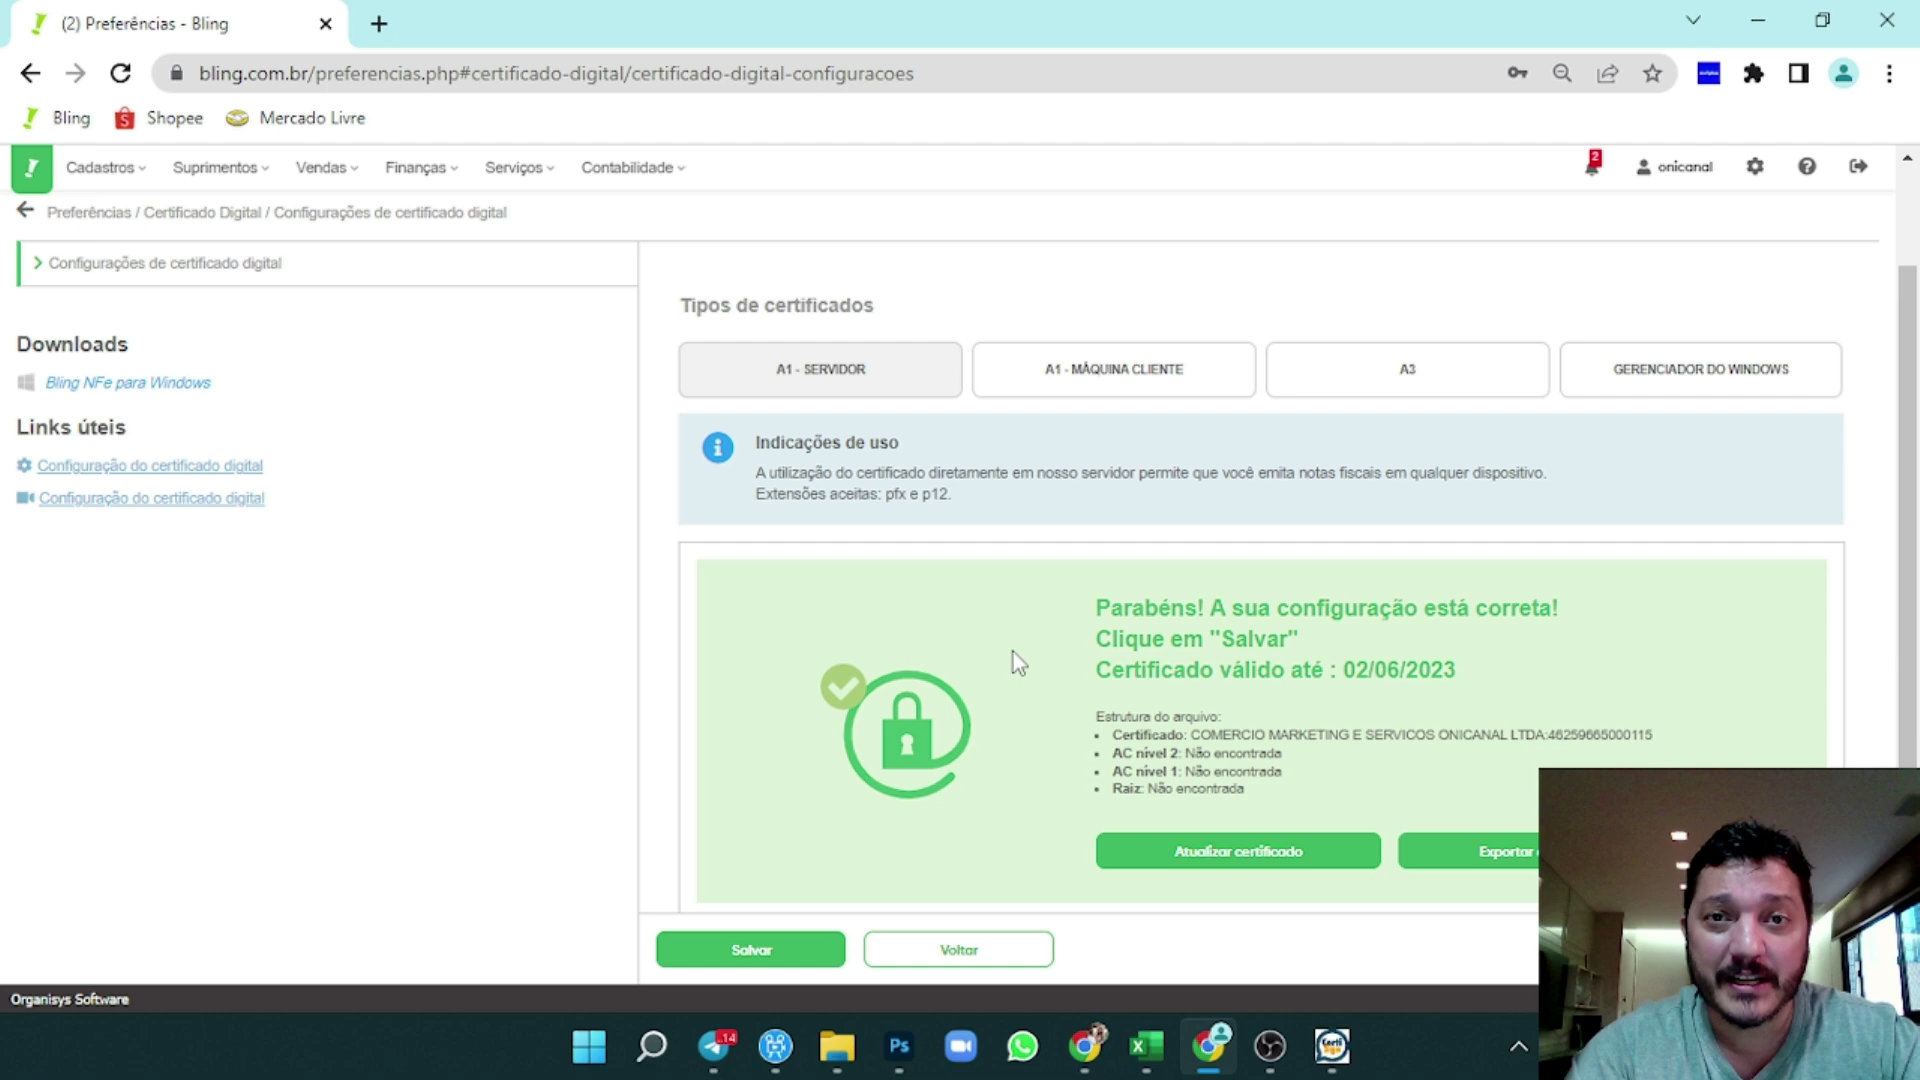 (2) Preferências - Bling
bling.com.br/preferencias.php#certificado-digital/certificado-digital-configuracoes
Bling
Shopee
Mercado Livre
Cadastros
Suprimentos
Vendas
Finanças
Serviços
Contabilidade
2
onicanal
Preferências / Certificado Digital / Configurações de certificado digital
Configurações de certificado digital
Downloads
Bling NFe para Windows
Links úteis
Configuração do certificado digital
Configuração do certificado digital
Tipos de certificados
A1 - SERVIDOR
A1 - MÁQUINA CLIENTE
A3
GERENCIADOR DO WINDOWS
Indicações de uso
A utilização do certificado diretamente em nosso servidor permite que você emita notas fiscais em qualquer dispositivo.
Extensões aceitas: pfx e p12.
Parabéns! A sua configuração está correta!
Clique em "Salvar"
Certificado válido até : 02/06/2023
Estrutura do arquivo:
Certificado: COMERCIO MARKETING E SERVICOS ONICANAL LTDA:46259665000115
AC nível 2: Não encontrada
AC nível 1: Não encontrada
Raiz: Não encontrada
Atualizar certificado
Exportar
Salvar
Voltar
Organisys Software
14
Ps